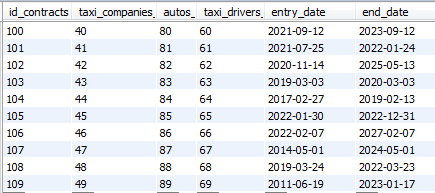 id_contracts taxi_companies_ autos_ taxi_drivers_ entry_date end_date
100 40 80 60 2021-09-12 2023-09-12
101 41 81 61 2021-07-25 2022-01-24
102 42 82 62 2020-11-14 2025-05-13
103 43 83 63 2019-03-03 2020-03-03
104 44 84 64 2017-02-27 2019-02-13
105 45 85 65 2022-01-30 2022-12-31
106 46 86 66 2022-02-07 2027-02-07
107 47 87 67 2014-05-01 2024-05-01
108 48 88 68 2019-03-24 2022-03-23
109 49 89 69 2011-06-19 2023-01-17